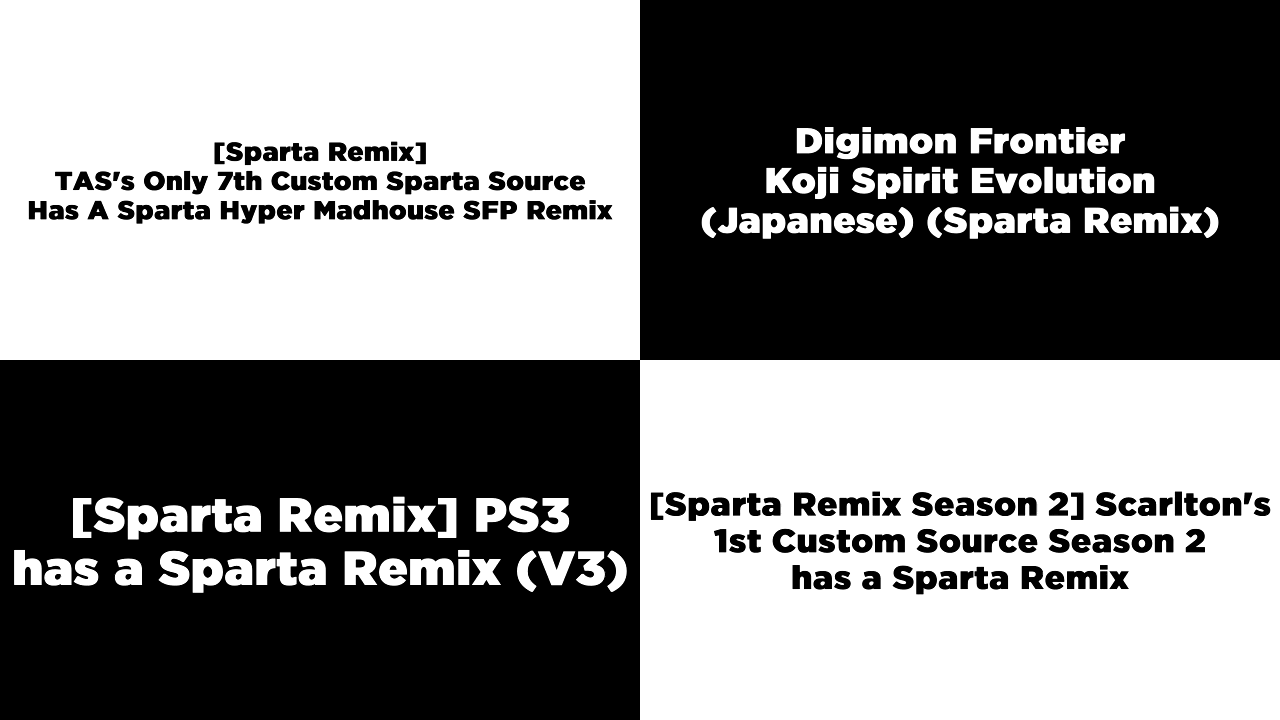 [Sparta Remix]
TAS's Only 7th Custom Sparta Source
Has A Sparta Hyper Madhouse SFP Remix
Digimon Frontier
Koji Spirit Evolution
(Japanese) (Sparta Remix)
[Sparta Remix] PS3
has a Sparta Remix (V3)
[Sparta Remix Season 2] Scarlton's
1st Custom Source Season 2
has a Sparta Remix